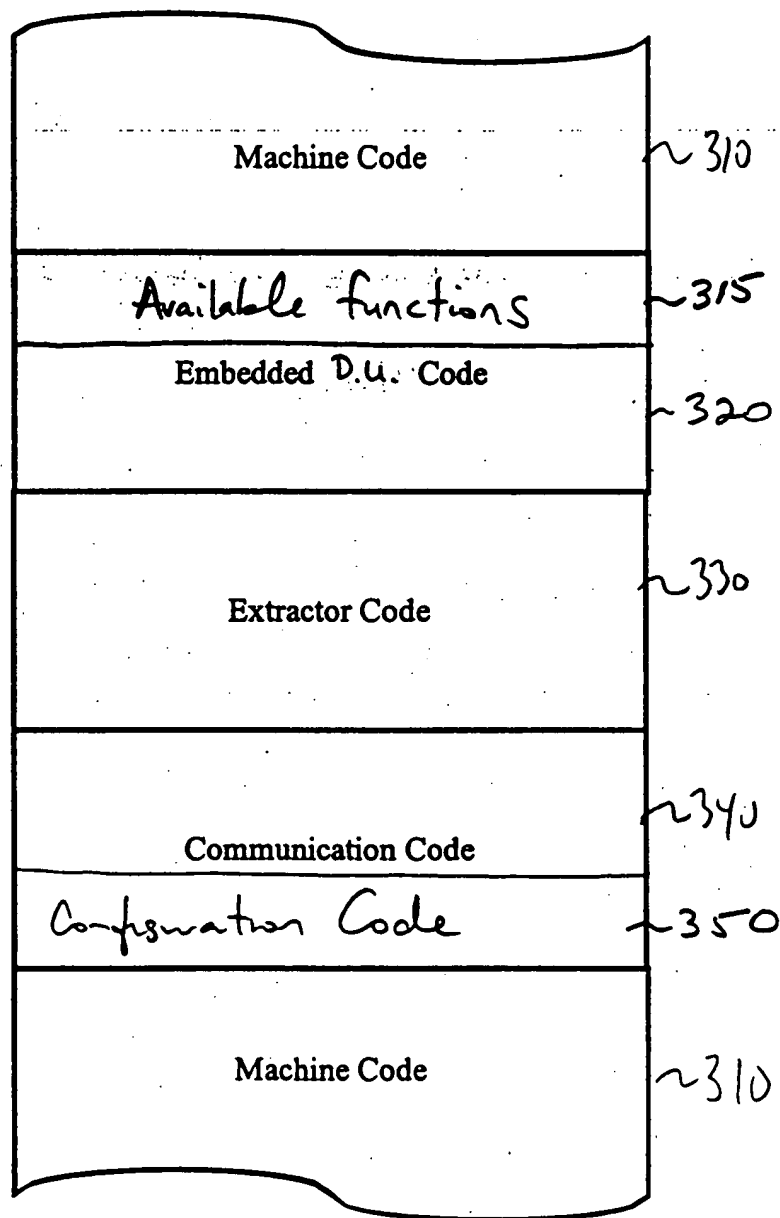 Machine Code ~310
Available functions ~315
Embedded D.U. Code
~320
~330
Extractor Code
~340
Communication Code
Configuration Code ~350
Machine Code ~310